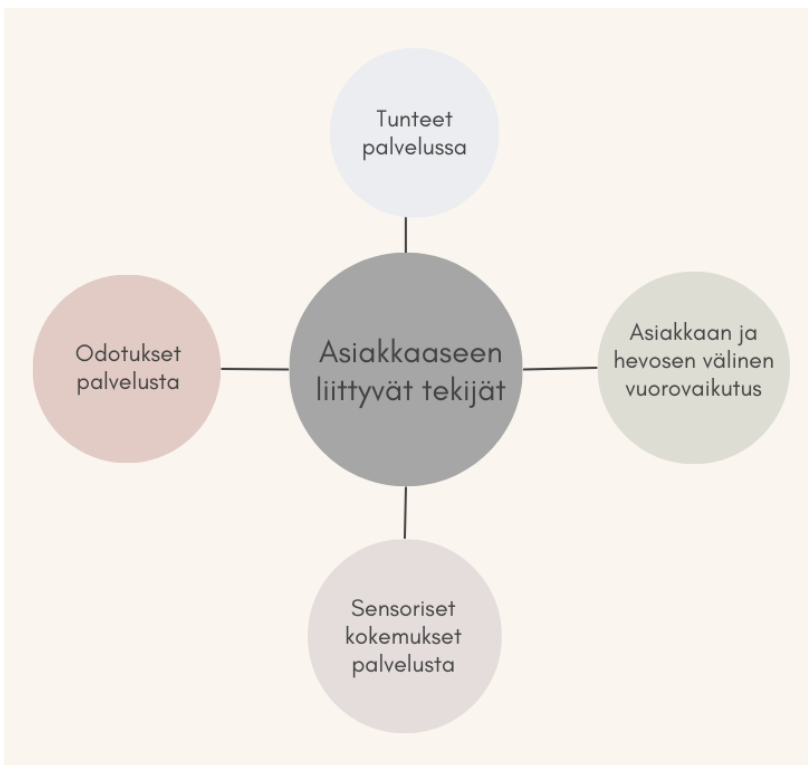 Tunteet
palvelussa
Odotukset
palvelusta
Asiakkaaseen
liittyvät tekijät
Asiakkaan ja
hevosen välinen
vuorovaikutus
Sensoriset
kokemukset
palvelusta